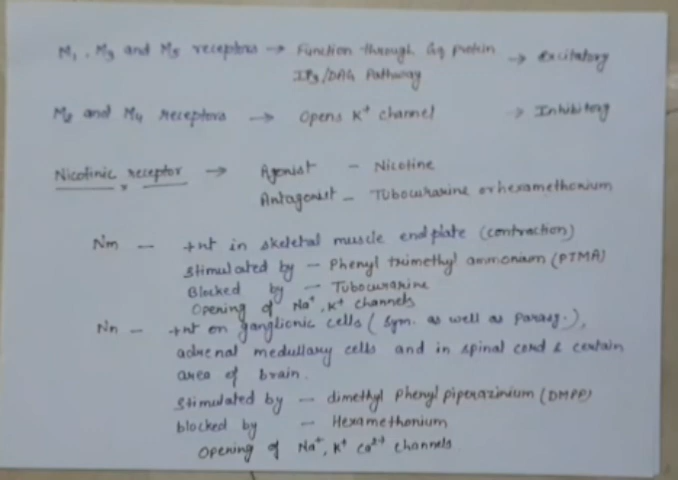 M1, M3 and M5 receptors → Function through Gq protein → excitatory
IP3/DAG Pathway
M2 and M4 receptors → Opens K+ channel → Inhibitory
Nicotinic receptor → Agonist - Nicotine
Antagonist - Tubocurarine or hexamethonium
Nm - +nt in skeletal muscle end plate (contraction)
stimulated by - Phenyl trimethyl ammonium (PTMA)
Blocked by - Tubocurarine
Opening of Na+, K+ channels
Nn - +nt on ganglionic cells (sym. as well as parasy.),
adrenal medullary cells and in spinal cord & certain
area of brain.
stimulated by - dimethyl Phenyl piperazinium (DMPP)
blocked by - Hexamethonium
Opening of Na+, K+ Ca2+ channels